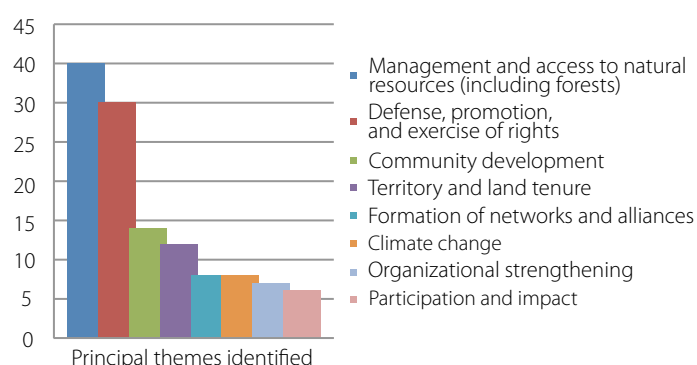 45
40
35
30
25
20
15
10
5
0
Principal themes identified
Management and access to natural
resources (including forests)
Defense, promotion,
and exercise of rights
Community development
Territory and land tenure
Formation of networks and alliances
Climate change
Organizational strengthening
Participation and impact